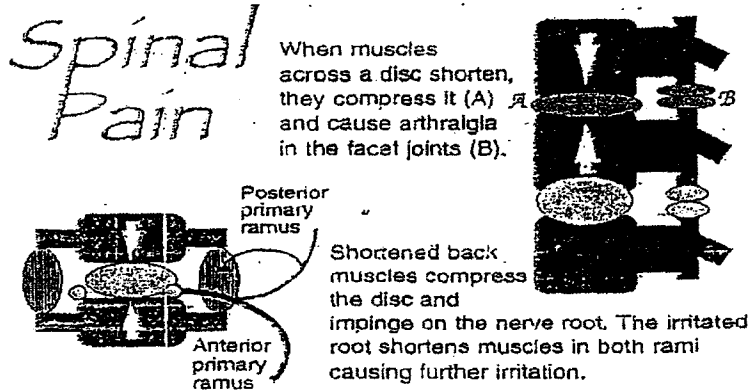 Spinal
Pain
When muscles
across a disc shorten,
they compress it (A)
and cause arthralgia
in the facet joints (B).
A
B
Posterior
primary
ramus
Shortened back
muscles compress
the disc and
impinge on the nerve root. The irritated
root shortens muscles in both rami
causing further irritation.
Anterior
primary
ramus